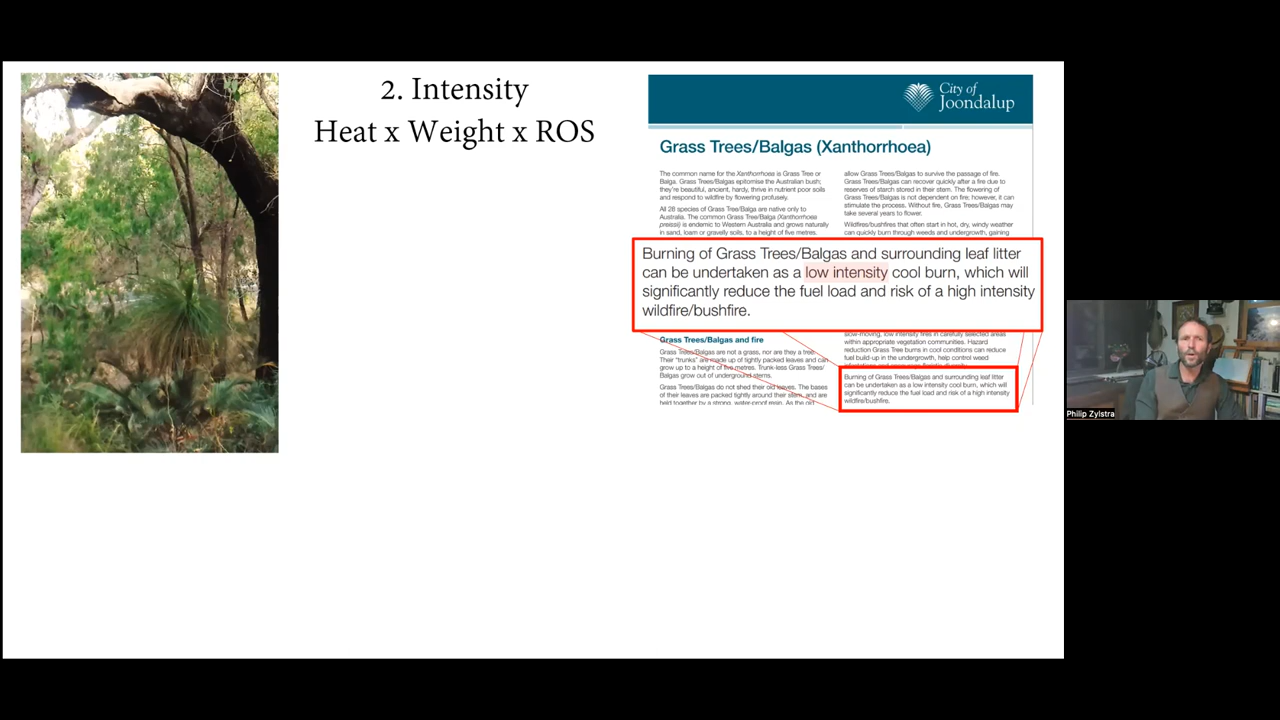 2. Intensity
Heat x Weight x ROS
City of
Joondalup
Grass Trees/Balgas (Xanthorrhoea)
The common name for the Xanthorrhoea is Grass Tree or
Balga. Grass Trees/Balgas epitomise the Australian bush;
they're beautiful, ancient, hardy, thrive in nutrient poor soils
and respond to wildfire by flowering profusely.
All 28 species of Grass Tree/Balga are native only to
Australia. The common Grass Tree/Balga (Xanthorrhoea
preissii) is endemic to Western Australia and grows naturally
in sand, loam or gravelly soils, to a height of five metres.
allow Grass Trees/Balgas to survive the passage of fire.
Grass Trees/Balgas can recover quickly after a fire due to
reserves of starch stored in their stem. The flowering of
Grass Trees/Balgas is not dependent on fire; however, it can
stimulate the process. Without fire, Grass Trees/Balgas may
take several years to flower.
Wildfires/bushfires that often start in hot, dry, windy weather
can quickly burn through weeds and undergrowth, gaining
Burning of Grass Trees/Balgas and surrounding leaf litter
can be undertaken as a low intensity cool burn, which will
significantly reduce the fuel load and risk of a high intensity
wildfire/bushfire.
Grass Trees/Balgas and fire
Grass Trees/Balgas are not a grass, nor are they a tree.
Their "trunks" are made up of tightly packed leaves and can
grow up to a height of five metres. Trunk-less Grass Trees/
Balgas grow out of underground stems.
Grass Trees/Balgas do not shed their old leaves. The bases
of their leaves are packed tightly around their stem, and are
held together by a strong, water-proof resin. As the old
slow-moving, low intensity fires in carefully selected areas
within appropriate vegetation communities. Hazard
reduction Grass Tree burns in cool conditions can reduce
fuel build-up in the undergrowth, help control weed
Burning of Grass Trees/Balgas and surrounding leaf litter
can be undertaken as a low intensity cool burn, which will
significantly reduce the fuel load and risk of a high intensity
wildfire/bushfire.
Philip Zylstra